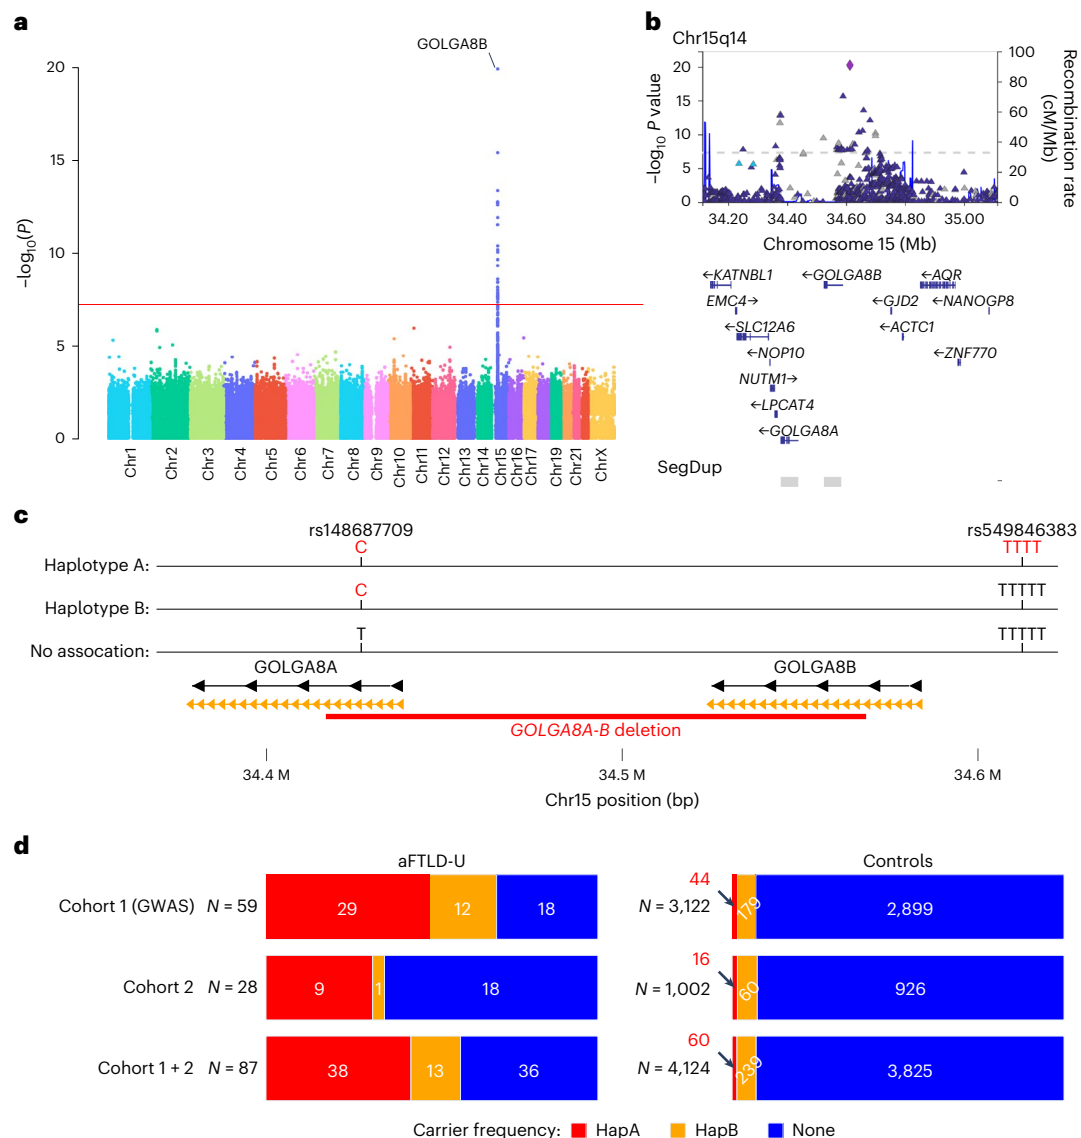 a
GOLGA8B
20
15
10
5
0
–log10(P)
Chr1
Chr2
Chr3
Chr4
Chr5
Chr6
Chr7
Chr8
Chr9
Chr10
Chr11
Chr12
Chr13
Chr14
Chr15
Chr16
Chr17
Chr19
Chr21
ChrX
b
Chr15q14
20
15
10
5
0
–log10 P value
100
80
60
40
20
0
Recombination rate
(cM/Mb)
34.20 34.40 34.60 34.80 35.00
Chromosome 15 (Mb)
←KATNBL1 ←GOLGA8B ←AQR
EMC4→ ←GJD2 ←NANOGP8
←SLC12A6 ←ACTC1
←NOP10 ←ZNF770
NUTM1→
←LPCAT4
←GOLGA8A
SegDup
c
rs148687709 rs549846383
C TTTT
Haplotype A:
C TTTTT
Haplotype B:
T TTTTT
No assocation:
GOLGA8A GOLGA8B
GOLGA8A-B deletion
34.4 M 34.5 M 34.6 M
Chr15 position (bp)
d
aFTLD-U Controls
Cohort 1 (GWAS) N = 59 29 12 18
44
N = 3,122 179 2,899
Cohort 2 N = 28 9 1 18
16
N = 1,002 60 926
Cohort 1 + 2 N = 87 38 13 36
60
N = 4,124 239 3,825
Carrier frequency: HapA HapB None